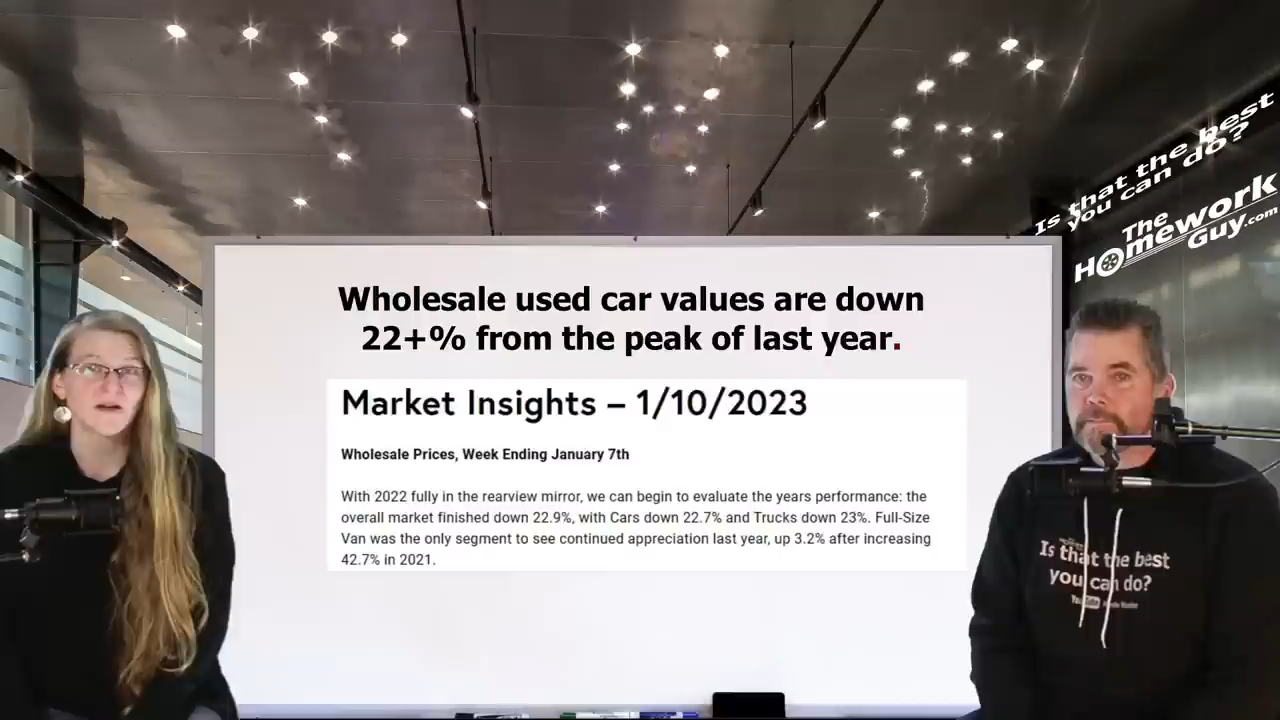 Is that the best
you can do?
The
Homework
Guy.com
Wholesale used car values are down
22+% from the peak of last year.
Market Insights – 1/10/2023
Wholesale Prices, Week Ending January 7th
With 2022 fully in the rearview mirror, we can begin to evaluate the years performance: the
overall market finished down 22.9%, with Cars down 22.7% and Trucks down 23%. Full-Size
Van was the only segment to see continued appreciation last year, up 3.2% after increasing
42.7% in 2021.
Is that the best
you can do?